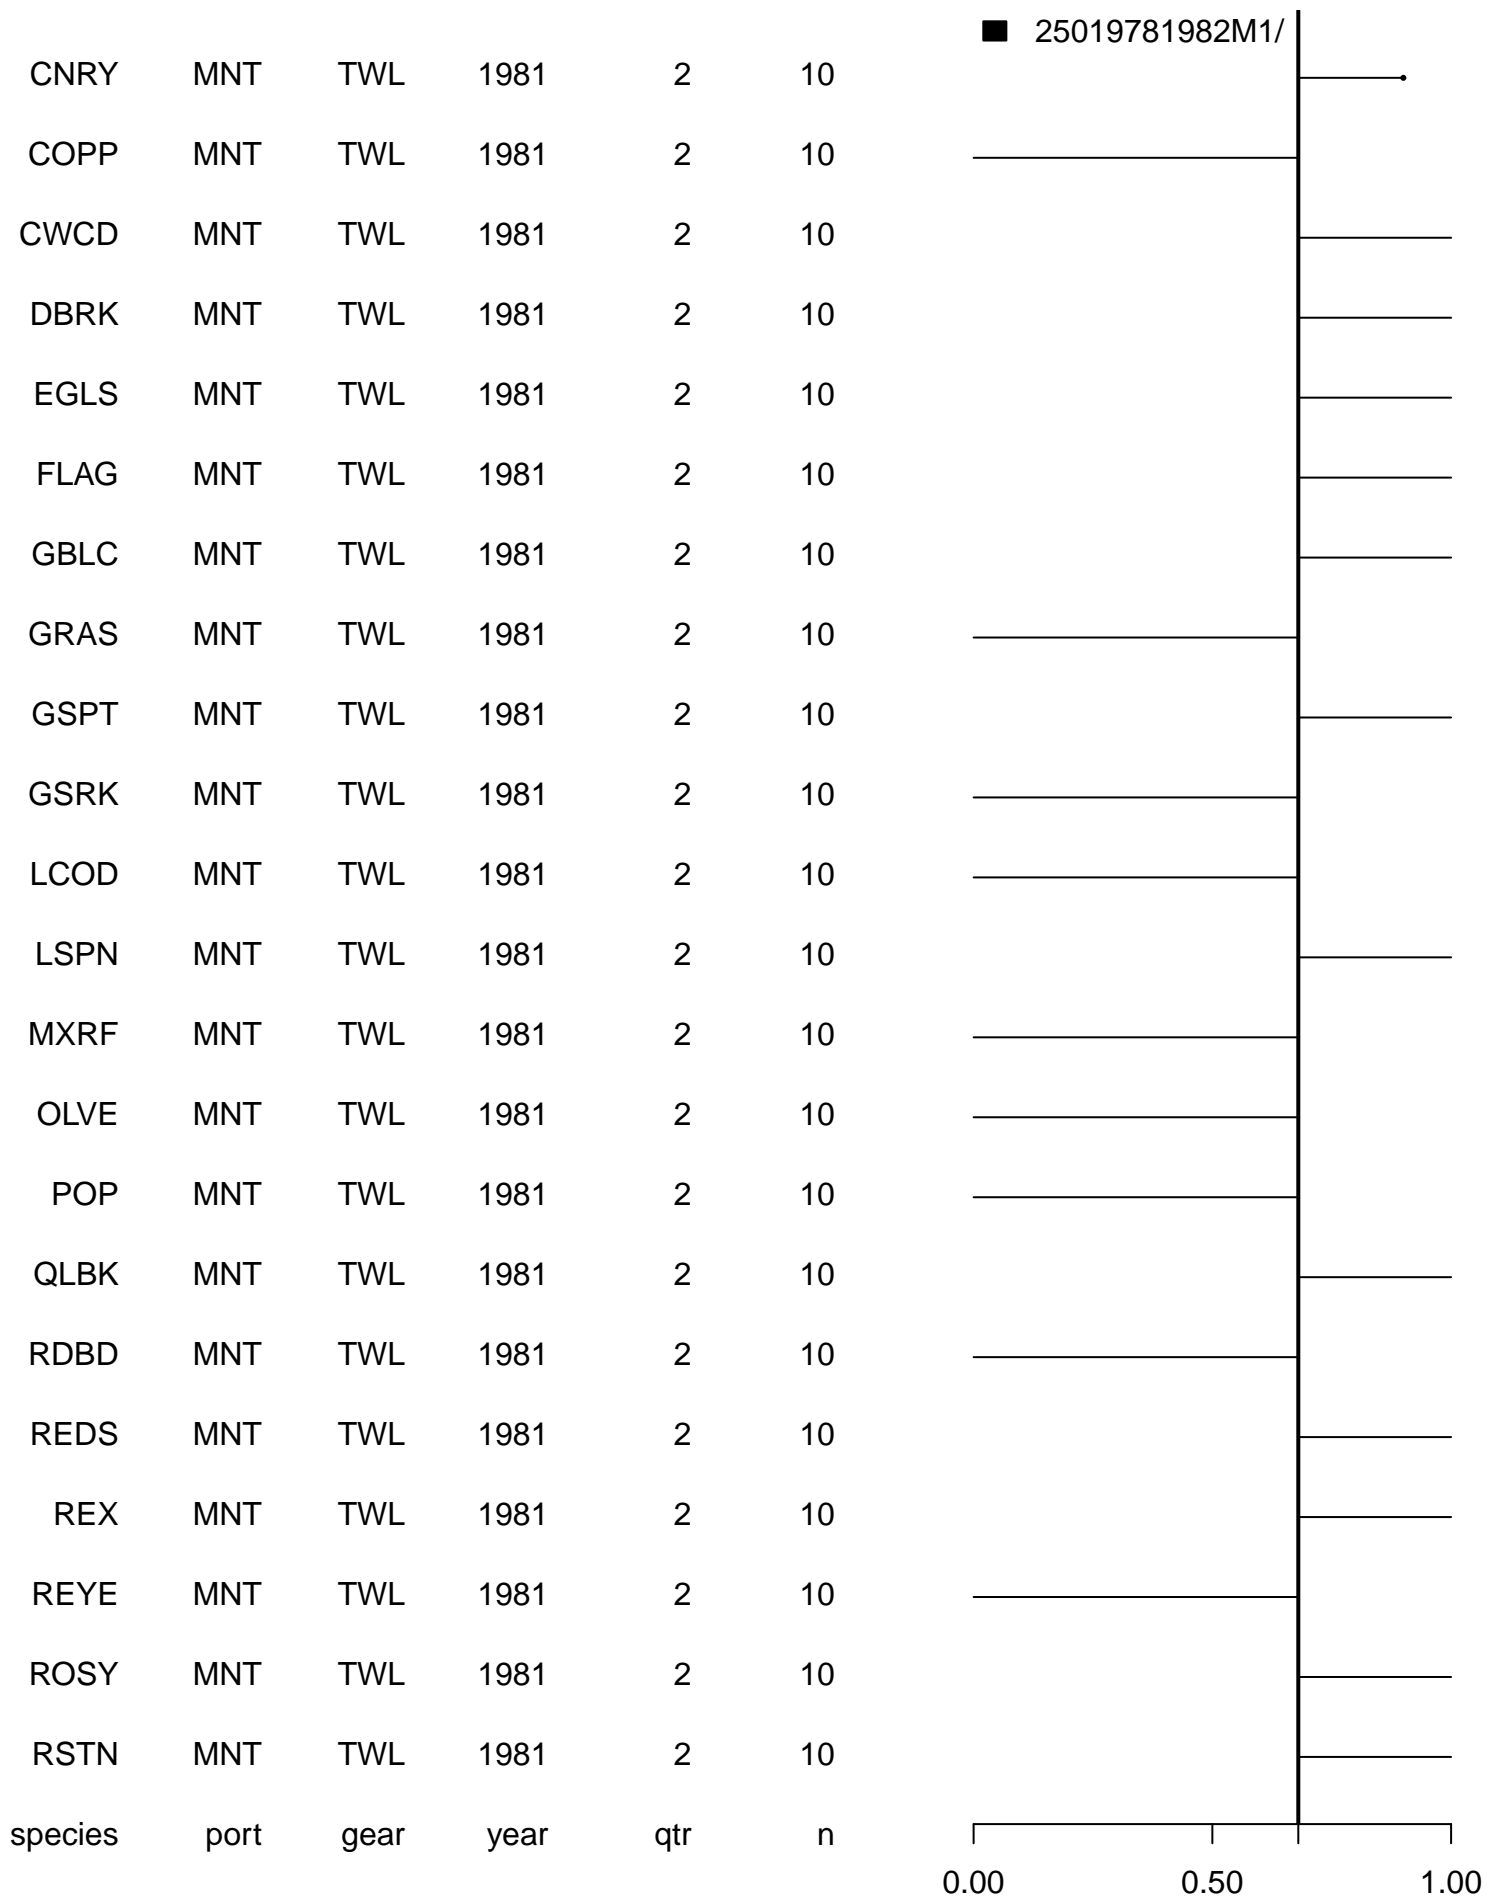 25019781982M1/
CNRY MNT TWL 1981 2 10
COPP MNT TWL 1981 2 10
CWCD MNT TWL 1981 2 10
DBRK MNT TWL 1981 2 10
EGLS MNT TWL 1981 2 10
FLAG MNT TWL 1981 2 10
GBLC MNT TWL 1981 2 10
GRAS MNT TWL 1981 2 10
GSPT MNT TWL 1981 2 10
GSRK MNT TWL 1981 2 10
LCOD MNT TWL 1981 2 10
LSPN MNT TWL 1981 2 10
MXRF MNT TWL 1981 2 10
OLVE MNT TWL 1981 2 10
POP MNT TWL 1981 2 10
QLBK MNT TWL 1981 2 10
RDBD MNT TWL 1981 2 10
REDS MNT TWL 1981 2 10
REX MNT TWL 1981 2 10
REYE MNT TWL 1981 2 10
ROSY MNT TWL 1981 2 10
RSTN MNT TWL 1981 2 10
species port gear year qtr n
0.00 0.50 1.00